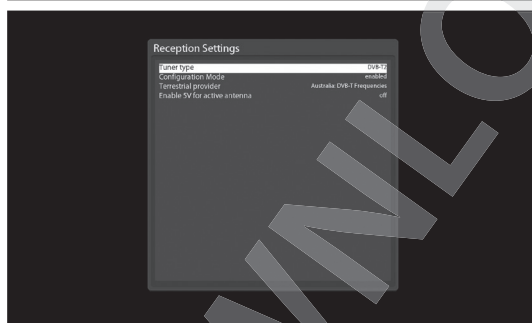 Reception Settings
Tuner type DVB-T2
Configuration Mode enabled
Terrestrial provider Australia: DVB-T Frequencies
Enable 5V for active antenna off